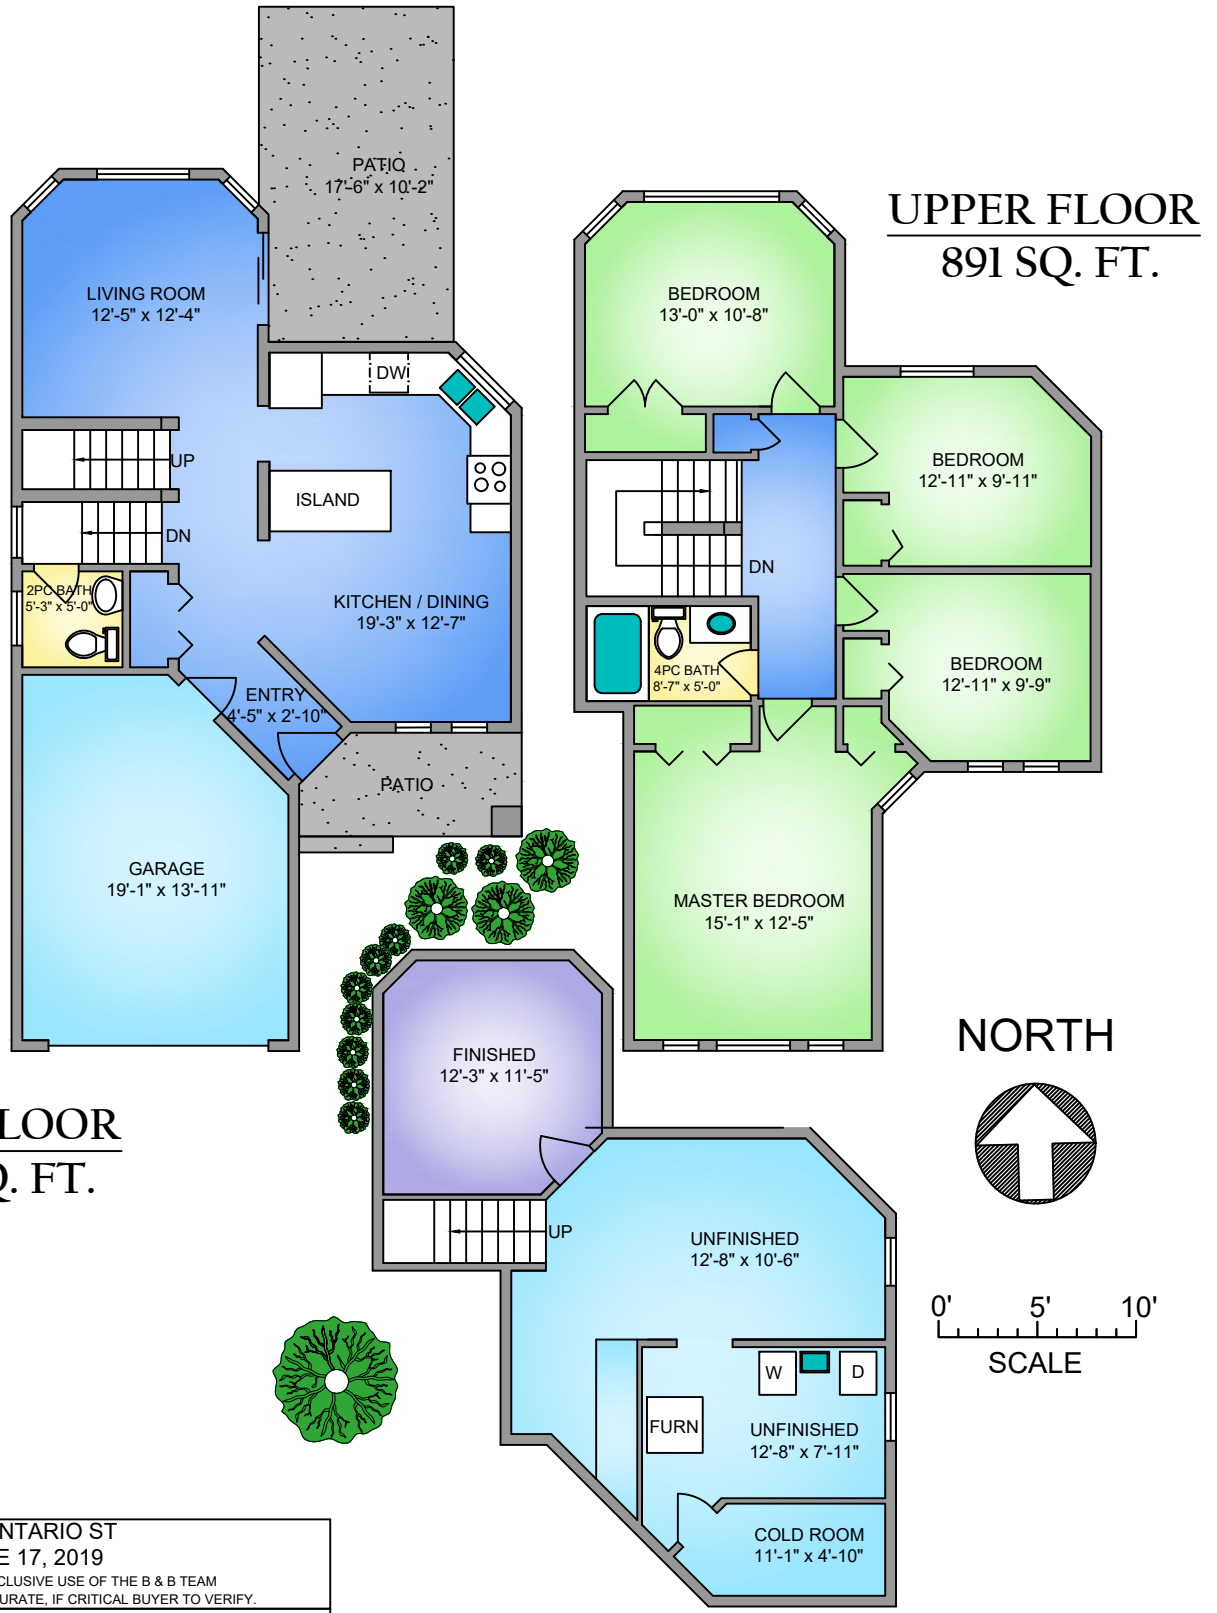 PATIO
17'-6" x 10'-2"
LIVING ROOM
12'-5" x 12'-4"
DW
UP
ISLAND
DN
2PC BATH
5'-3" x 5'-0"
KITCHEN / DINING
19'-3" x 12'-7"
ENTRY
4'-5" x 2'-10"
PATIO
GARAGE
19'-1" x 13'-11"
LOOR
Q. FT.
UPPER FLOOR
891 SQ. FT.
BEDROOM
13'-0" x 10'-8"
BEDROOM
12'-11" x 9'-11"
DN
4PC BATH
8'-7" x 5'-0"
BEDROOM
12'-11" x 9'-9"
MASTER BEDROOM
15'-1" x 12'-5"
NORTH
FINISHED
12'-3" x 11'-5"
UP
UNFINISHED
12'-8" x 10'-6"
W
D
FURN
UNFINISHED
12'-8" x 7'-11"
COLD ROOM
11'-1" x 4'-10"
0' 5' 10'
SCALE
NTARIO ST
E 17, 2019
CLUSIVE USE OF THE B & B TEAM
URATE, IF CRITICAL BUYER TO VERIFY.